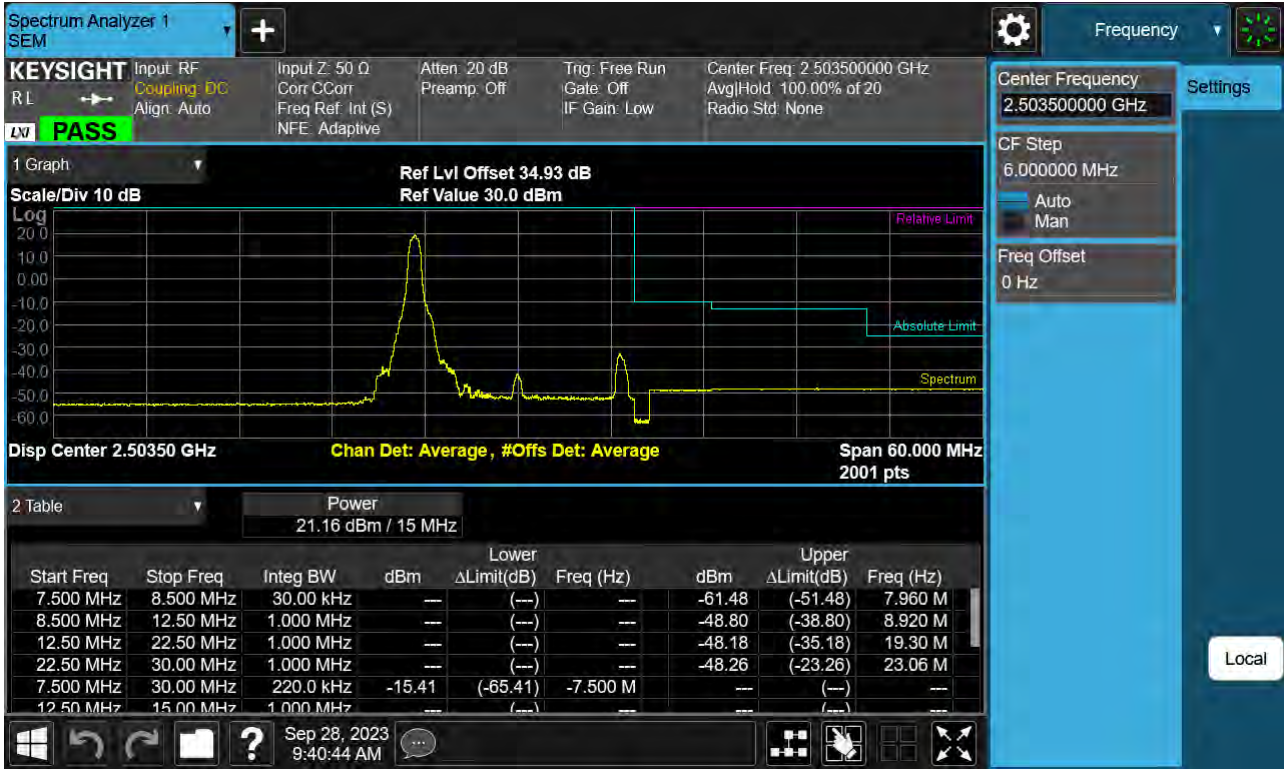 Spectrum Analyzer 1
SEM
+
Frequency
KEYSIGHT
RL
LXI
PASS
Input: RF
Coupling: DC
Align: Auto
Input Z: 50 Ω
Corr CCorr
Freq Ref: Int (S)
NFE: Adaptive
Atten: 20 dB
Preamp: Off
Trig: Free Run
Gate: Off
IF Gain: Low
Center Freq: 2.503500000 GHz
Avg|Hold: 100.00% of 20
Radio Std: None
Center Frequency
2.503500000 GHz
Settings
CF Step
6.000000 MHz
Auto
Man
Freq Offset
0 Hz
Local
1 Graph
Scale/Div 10 dB
Ref Lvl Offset 34.93 dB
Ref Value 30.0 dBm
Log
20.0
10.0
0.00
-10.0
-20.0
-30.0
-40.0
-50.0
-60.0
Relative Limit
Absolute Limit
Spectrum
Disp Center 2.50350 GHz
Chan Det: Average, #Offs Det: Average
Span 60.000 MHz
2001 pts
2 Table
Power
21.16 dBm / 15 MHz
Lower Upper
Start Freq Stop Freq Integ BW dBm ΔLimit(dB) Freq (Hz) dBm ΔLimit(dB) Freq (Hz)
7.500 MHz 8.500 MHz 30.00 kHz --- (---) --- -61.48 (-51.48) 7.960 M
8.500 MHz 12.50 MHz 1.000 MHz --- (---) --- -48.80 (-38.80) 8.920 M
12.50 MHz 22.50 MHz 1.000 MHz --- (---) --- -48.18 (-35.18) 19.30 M
22.50 MHz 30.00 MHz 1.000 MHz --- (---) --- -48.26 (-23.26) 23.06 M
7.500 MHz 30.00 MHz 220.0 kHz -15.41 (-65.41) -7.500 M --- (---) ---
12.50 MHz 15.00 MHz 1.000 MHz --- (---) --- --- (---) ---
?
Sep 28, 2023
9:40:44 AM